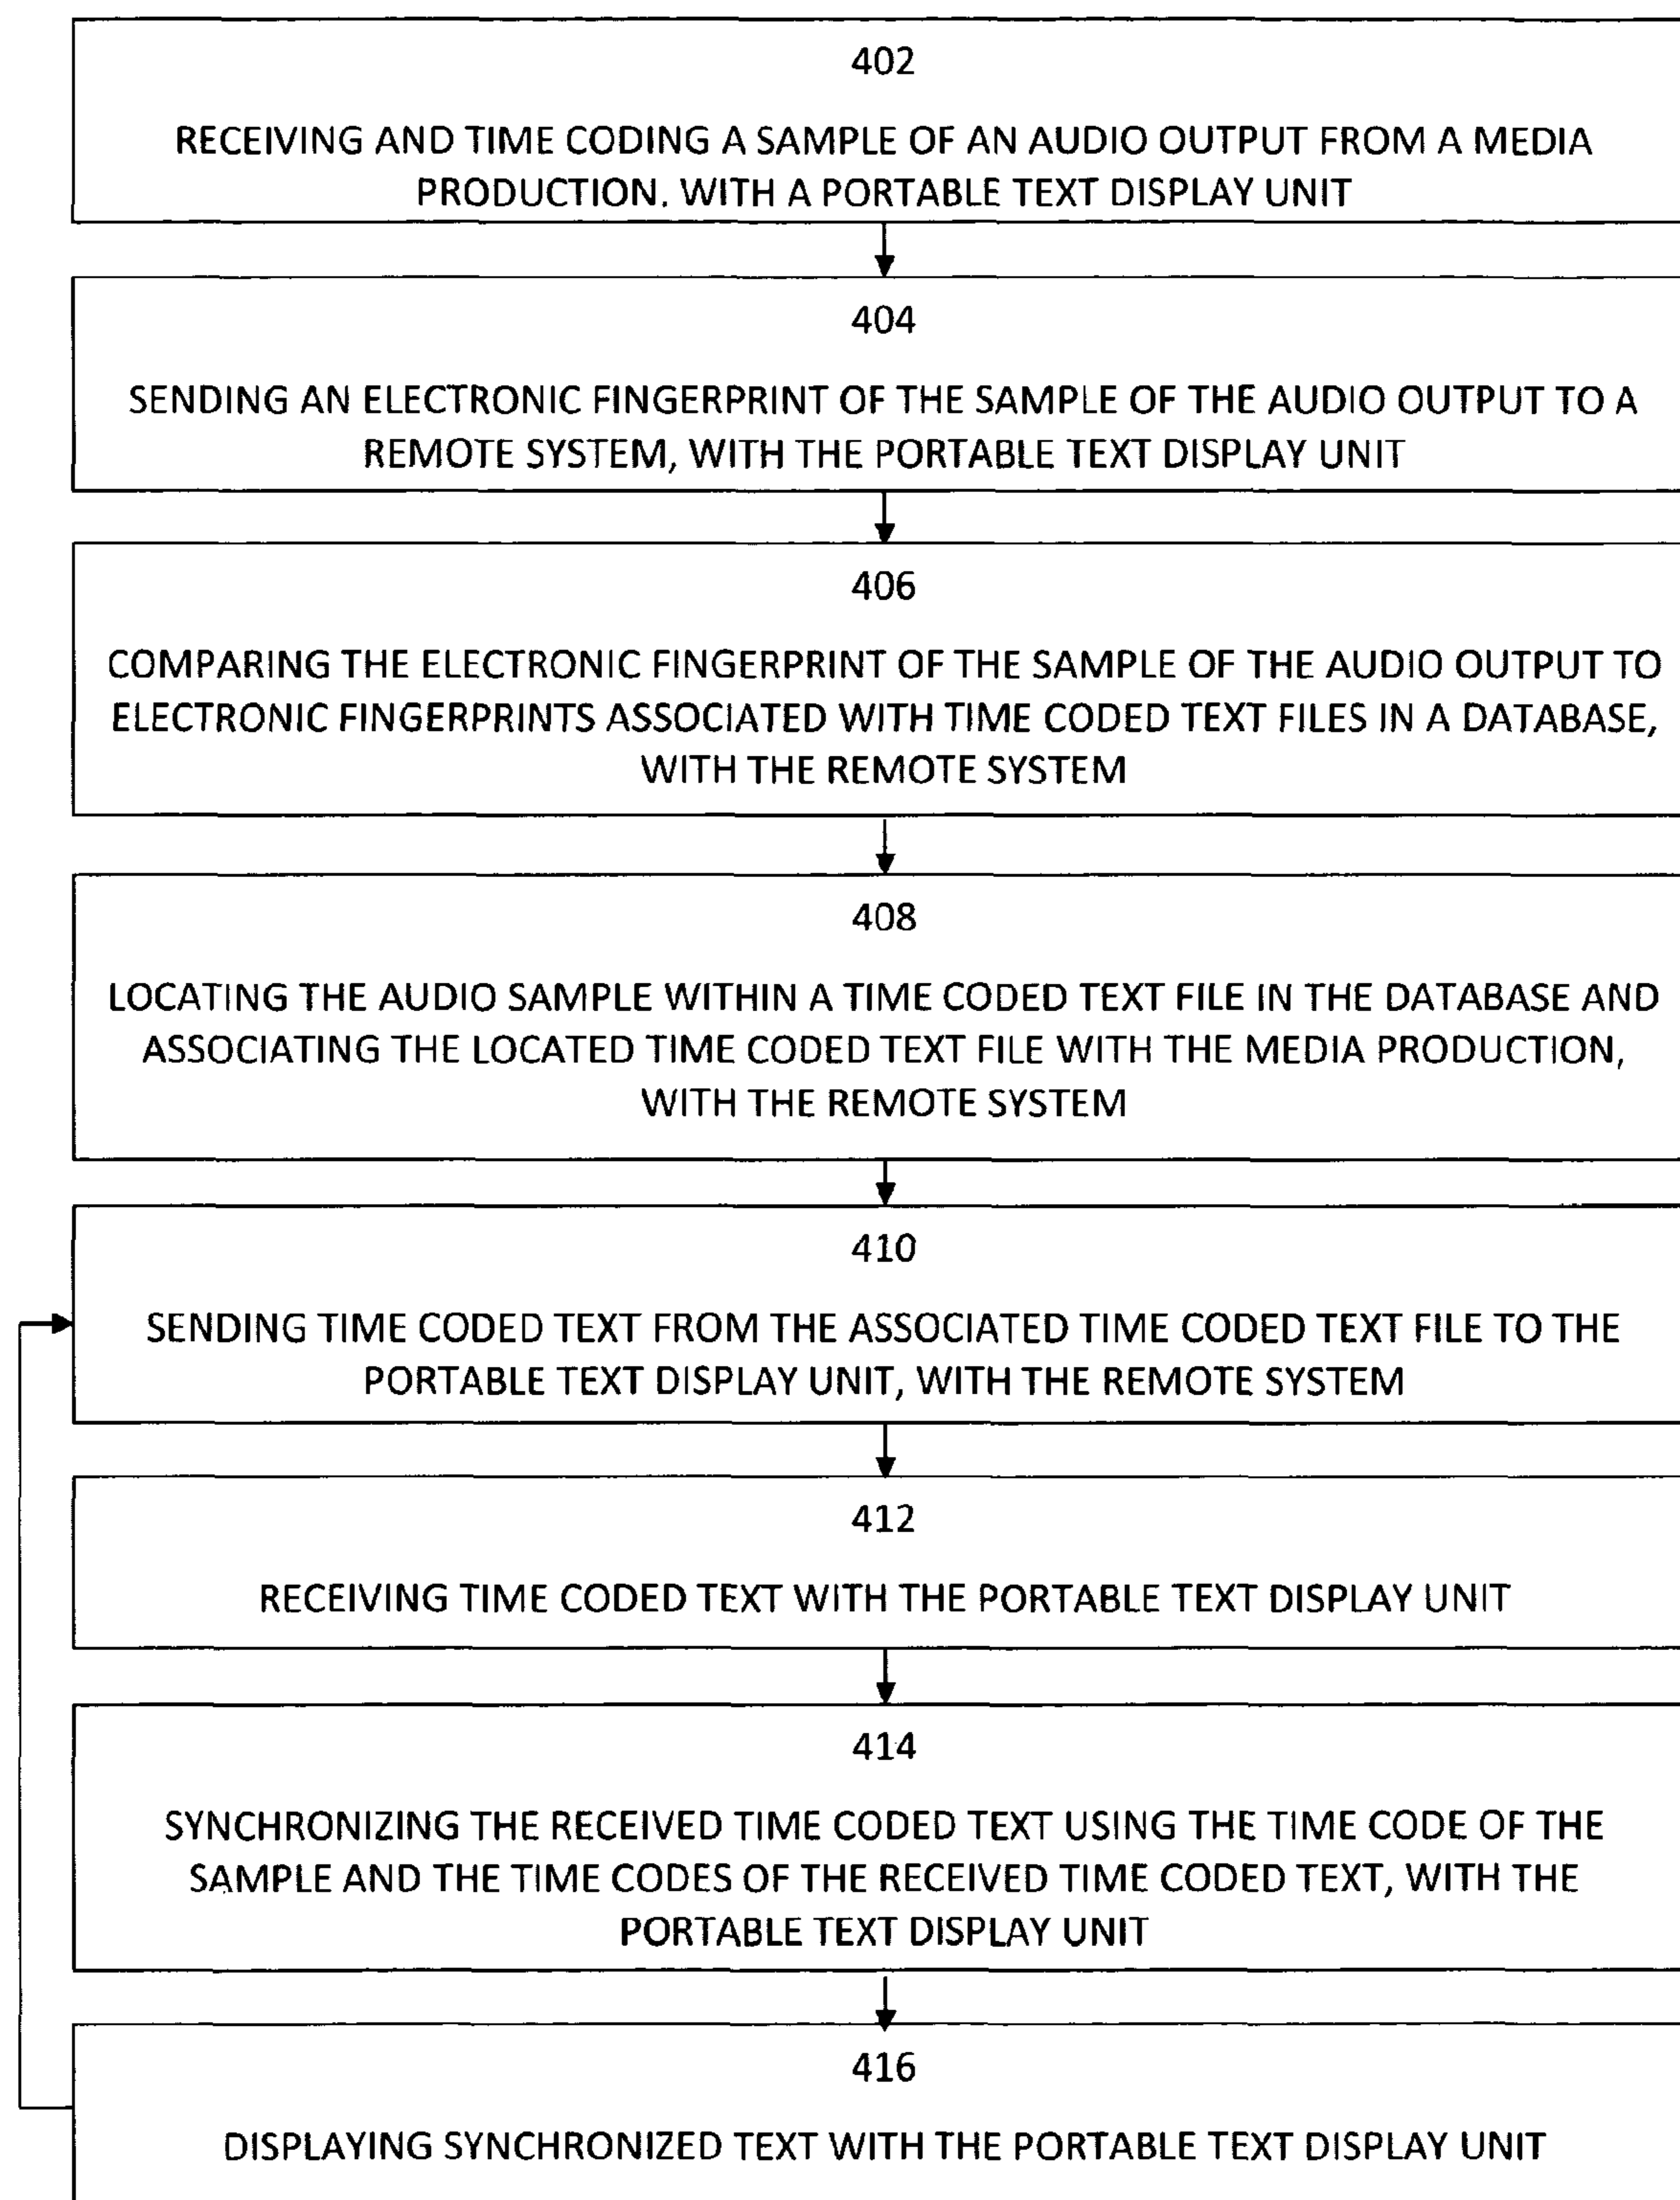 402
RECEIVING AND TIME CODING A SAMPLE OF AN AUDIO OUTPUT FROM A MEDIA
PRODUCTION. WITH A PORTABLE TEXT DISPLAY UNIT
404
SENDING AN ELECTRONIC FINGERPRINT OF THE SAMPLE OF THE AUDIO OUTPUT TO A
REMOTE SYSTEM, WITH THE PORTABLE TEXT DISPLAY UNIT
406
COMPARING THE ELECTRONIC FINGERPRINT OF THE SAMPLE OF THE AUDIO OUTPUT TO
ELECTRONIC FINGERPRINTS ASSOCIATED WITH TIME CODED TEXT FILES IN A DATABASE,
WITH THE REMOTE SYSTEM
408
LOCATING THE AUDIO SAMPLE WITHIN A TIME CODED TEXT FILE IN THE DATABASE AND
ASSOCIATING THE LOCATED TIME CODED TEXT FILE WITH THE MEDIA PRODUCTION,
WITH THE REMOTE SYSTEM
410
SENDING TIME CODED TEXT FROM THE ASSOCIATED TIME CODED TEXT FILE TO THE
PORTABLE TEXT DISPLAY UNIT, WITH THE REMOTE SYSTEM
412
RECEIVING TIME CODED TEXT WITH THE PORTABLE TEXT DISPLAY UNIT
414
SYNCHRONIZING THE RECEIVED TIME CODED TEXT USING THE TIME CODE OF THE
SAMPLE AND THE TIME CODES OF THE RECEIVED TIME CODED TEXT, WITH THE
PORTABLE TEXT DISPLAY UNIT
416
DISPLAYING SYNCHRONIZED TEXT WITH THE PORTABLE TEXT DISPLAY UNIT